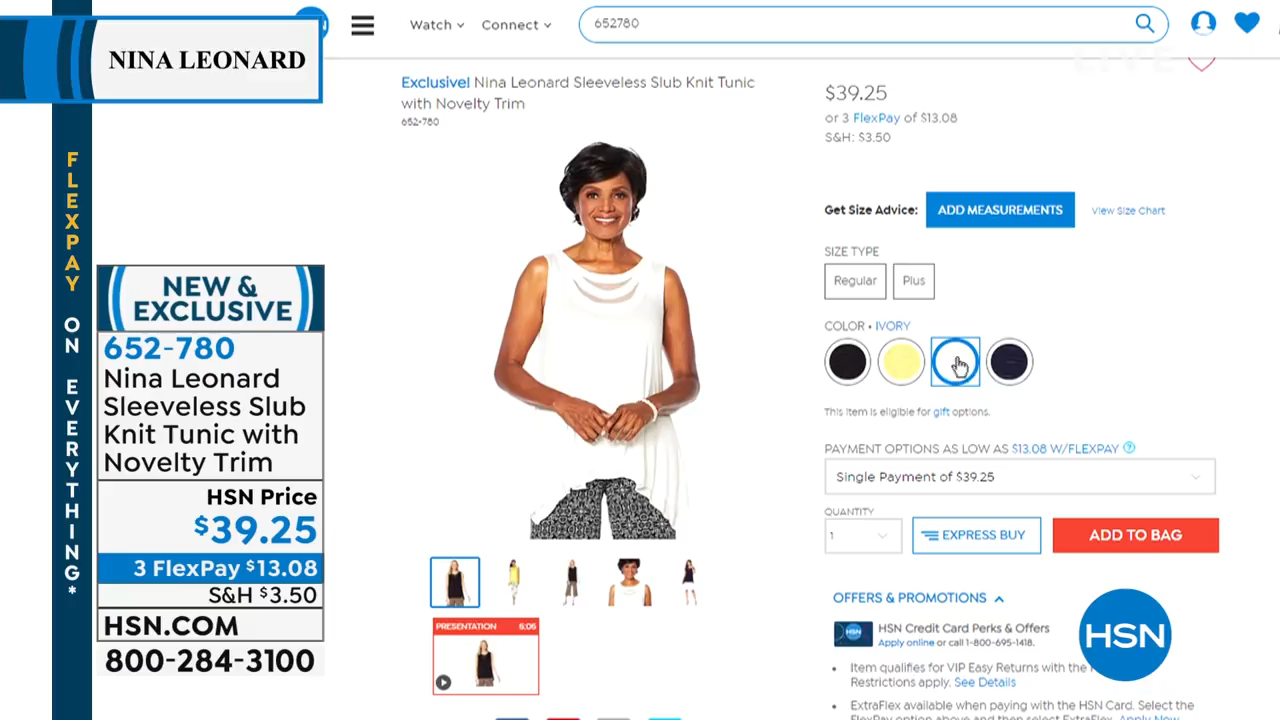 NINA LEONARD
FLEXPAY ON EVERYTHING*
NEW &
EXCLUSIVE
652-780
Nina Leonard
Sleeveless Slub
Knit Tunic with
Novelty Trim
HSN Price
$39.25
3 FlexPay $13.08
S&H $3.50
HSN.COM
800-284-3100
Watch
Connect
652780
LIVE
Exclusive! Nina Leonard Sleeveless Slub Knit Tunic
with Novelty Trim
652-780
PRESENTATION 5:05
$39.25
or 3 FlexPay of $13.08
S&H: $3.50
Get Size Advice: ADD MEASUREMENTS View Size Chart
SIZE TYPE
Regular Plus
COLOR • IVORY
This item is eligible for gift options.
PAYMENT OPTIONS AS LOW AS $13.08 W/FLEXPAY ?
Single Payment of $39.25
QUANTITY
1 EXPRESS BUY ADD TO BAG
OFFERS & PROMOTIONS
HSN
HSN Credit Card Perks & Offers
Apply online or call 1-800-695-1418.
HSN
• Item qualifies for VIP Easy Returns with the
Restrictions apply. See Details
• ExtraFlex available when paying with the HSN Card. Select the
FlexPay option above and then select ExtraFlex. Apply Now